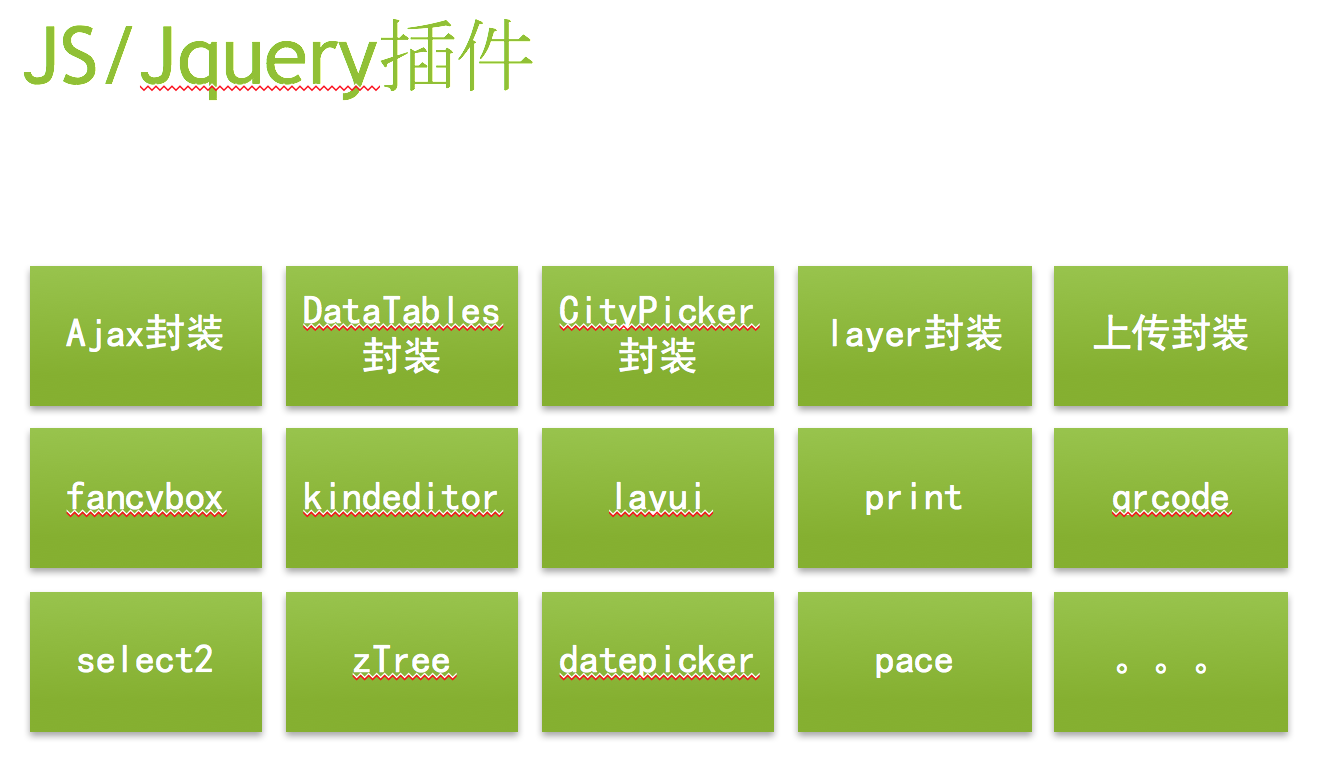 JS/Jquery插件
Ajax封装
DataTables
封装
CityPicker
封装
layer封装
上传封装
fancybox
kindeditor
layui
print
qrcode
select2
zTree
datepicker
pace
。。。